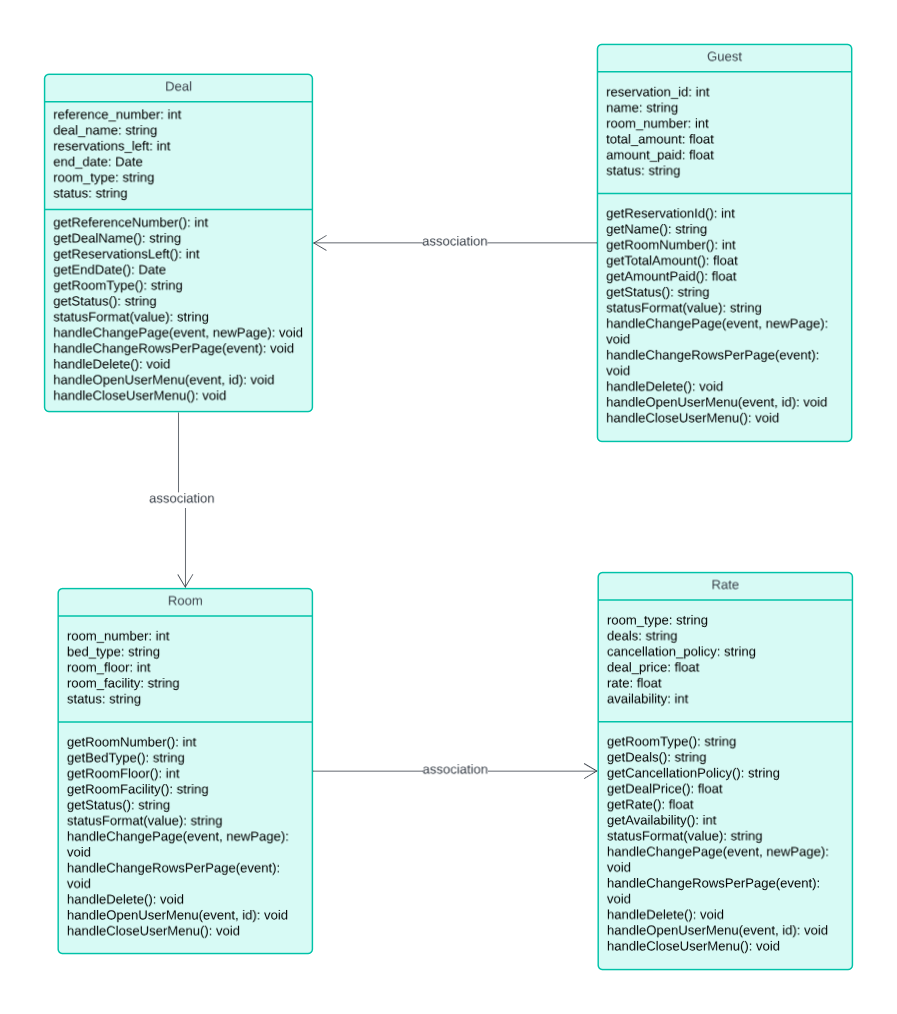 Deal
reference_number: int
deal_name: string
reservations_left: int
end_date: Date
room_type: string
status: string
getReferenceNumber(): int
getDealName(): string
getReservationsLeft(): int
getEndDate(): Date
getRoomType(): string
getStatus(): string
statusFormat(value): string
handleChangePage(event, newPage): void
handleChangeRowsPerPage(event): void
handleDelete(): void
handleOpenUserMenu(event, id): void
handleCloseUserMenu(): void
association
Guest
reservation_id: int
name: string
room_number: int
total_amount: float
amount_paid: float
status: string
getReservationId(): int
getName(): string
getRoomNumber(): int
getTotalAmount(): float
getAmountPaid(): float
getStatus(): string
statusFormat(value): string
handleChangePage(event, newPage):
void
handleChangeRowsPerPage(event):
void
handleDelete(): void
handleOpenUserMenu(event, id): void
handleCloseUserMenu(): void
association
Room
room_number: int
bed_type: string
room_floor: int
room_facility: string
status: string
getRoomNumber(): int
getBedType(): string
getRoomFloor(): int
getRoomFacility(): string
getStatus(): string
statusFormat(value): string
handleChangePage(event, newPage):
void
handleChangeRowsPerPage(event):
void
handleDelete(): void
handleOpenUserMenu(event, id): void
handleCloseUserMenu(): void
association
Rate
room_type: string
deals: string
cancellation_policy: string
deal_price: float
rate: float
availability: int
getRoomType(): string
getDeals(): string
getCancellationPolicy(): string
getDealPrice(): float
getRate(): float
getAvailability(): int
statusFormat(value): string
handleChangePage(event, newPage):
void
handleChangeRowsPerPage(event):
void
handleDelete(): void
handleOpenUserMenu(event, id): void
handleCloseUserMenu(): void